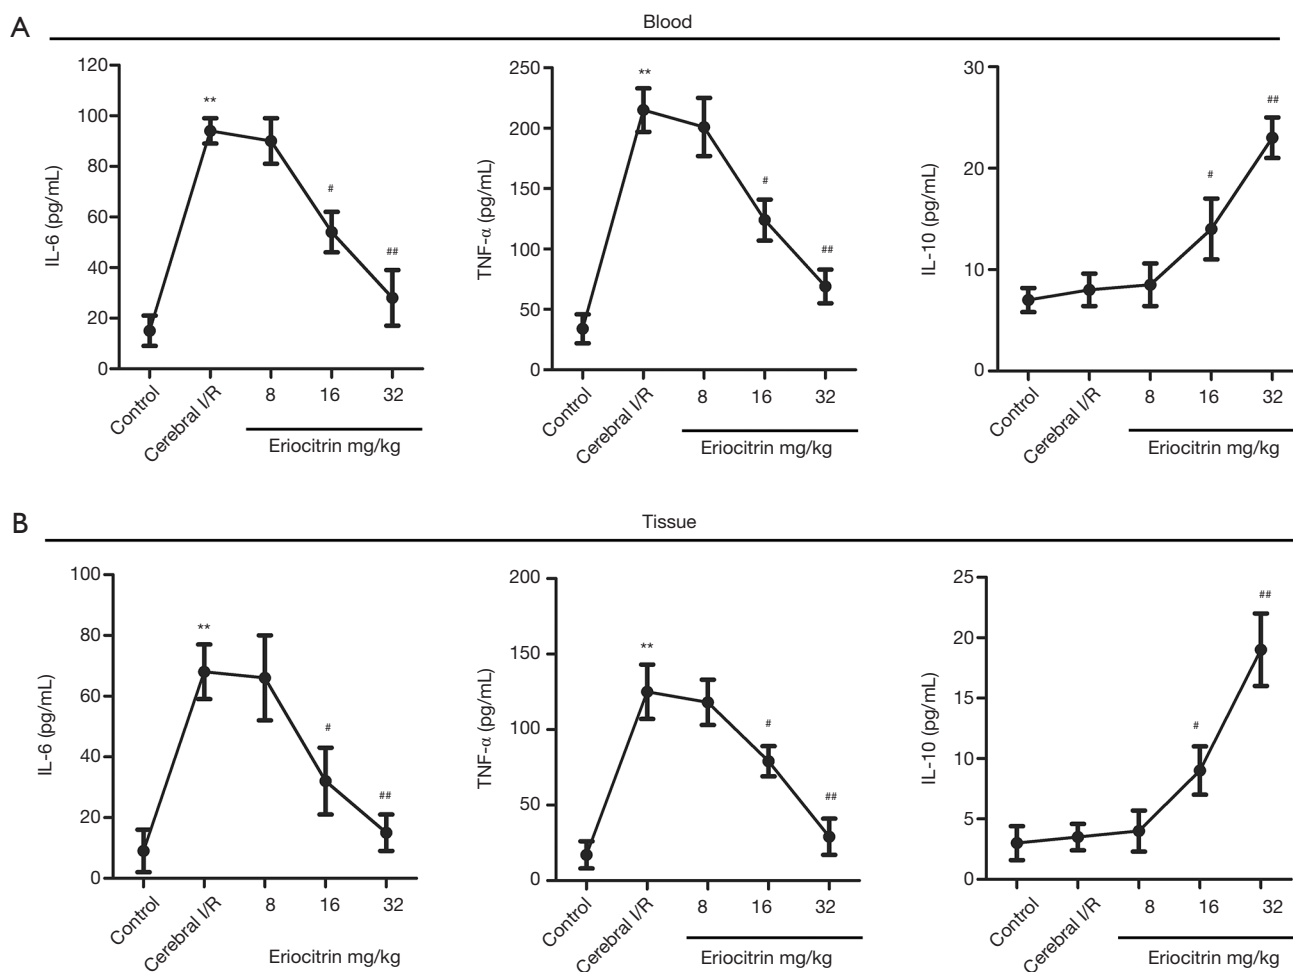 A
Blood
IL-6 (pg/mL)
120
100
80
60
40
20
0
**
#
##
Control
Cerebral I/R
8
16
32
Eriocitrin mg/kg
TNF-α (pg/mL)
250
200
150
100
50
0
**
#
##
Control
Cerebral I/R
8
16
32
Eriocitrin mg/kg
IL-10 (pg/mL)
30
20
10
0
#
##
Control
Cerebral I/R
8
16
32
Eriocitrin mg/kg
B
Tissue
IL-6 (pg/mL)
100
80
60
40
20
0
**
#
##
Control
Cerebral I/R
8
16
32
Eriocitrin mg/kg
TNF-α (pg/mL)
200
150
100
50
0
**
#
##
Control
Cerebral I/R
8
16
32
Eriocitrin mg/kg
IL-10 (pg/mL)
25
20
15
10
5
0
#
##
Control
Cerebral I/R
8
16
32
Eriocitrin mg/kg